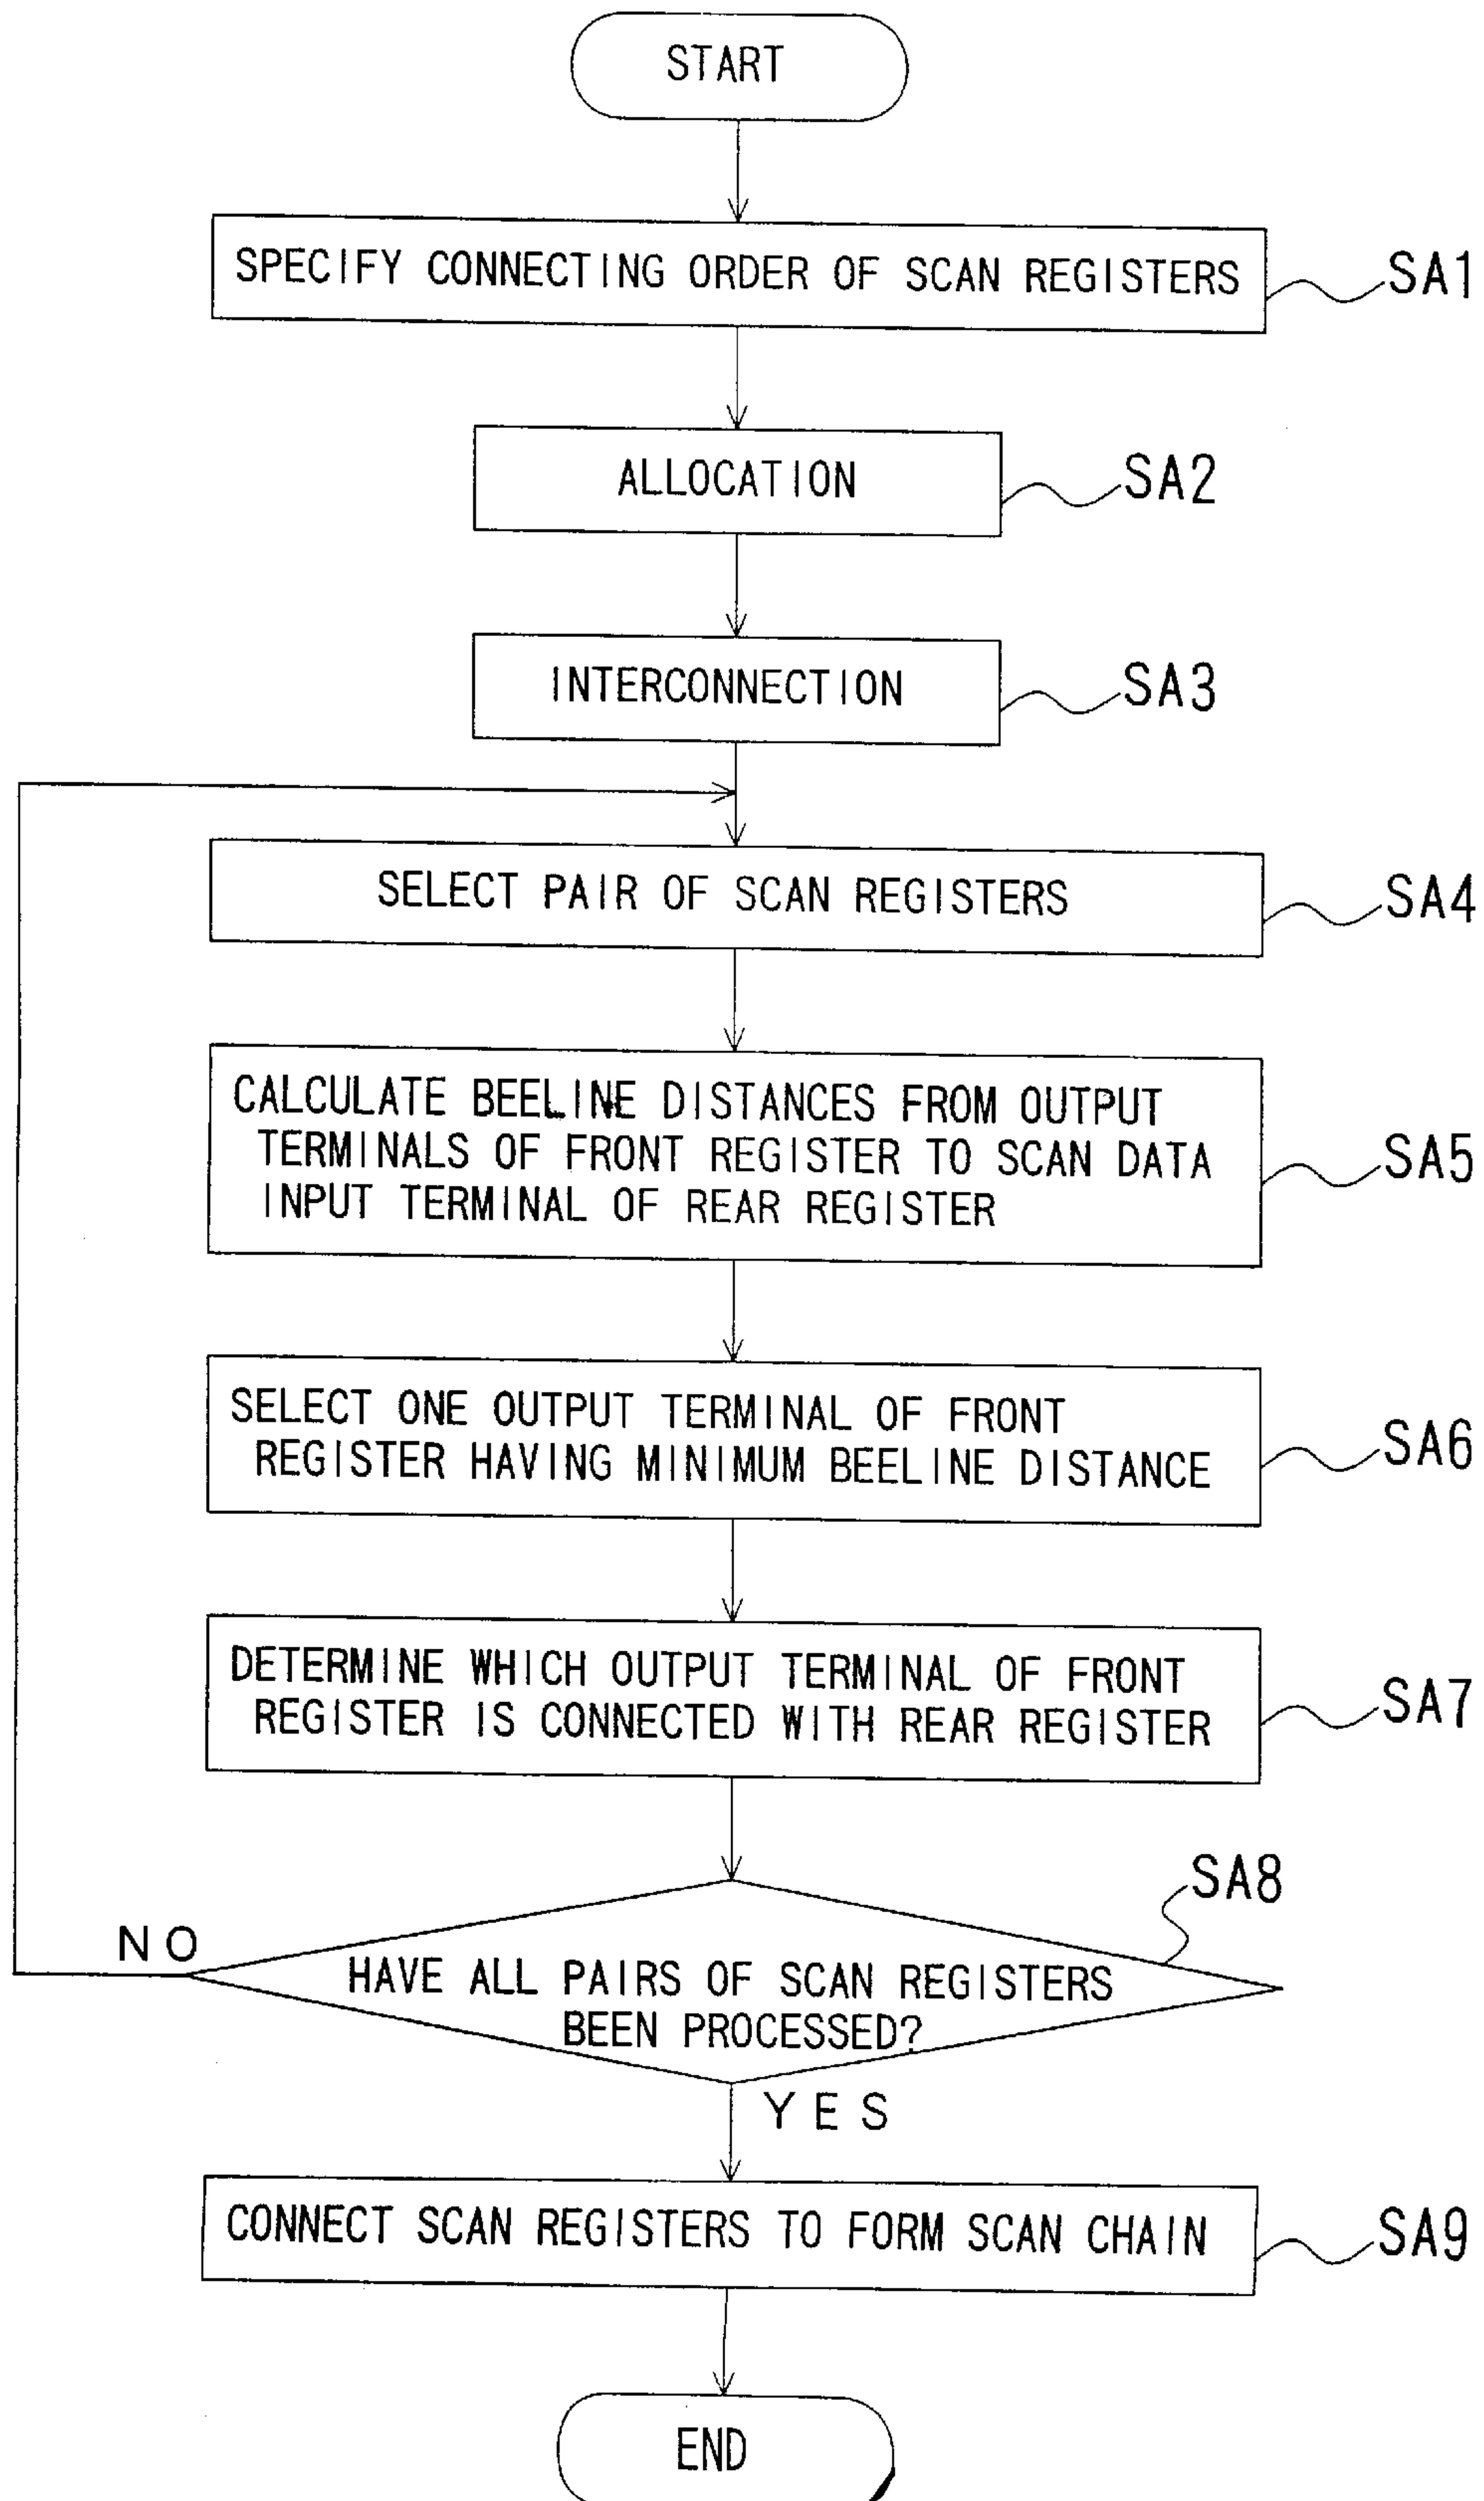 START
SPECIFY CONNECTING ORDER OF SCAN REGISTERS
SA1
ALLOCATION
SA2
INTERCONNECTION
SA3
SELECT PAIR OF SCAN REGISTERS
SA4
CALCULATE BEELINE DISTANCES FROM OUTPUT
TERMINALS OF FRONT REGISTER TO SCAN DATA
INPUT TERMINAL OF REAR REGISTER
SA5
SELECT ONE OUTPUT TERMINAL OF FRONT
REGISTER HAVING MINIMUM BEELINE DISTANCE
SA6
DETERMINE WHICH OUTPUT TERMINAL OF FRONT
REGISTER IS CONNECTED WITH REAR REGISTER
SA7
SA8
NO
HAVE ALL PAIRS OF SCAN REGISTERS
BEEN PROCESSED?
YES
CONNECT SCAN REGISTERS TO FORM SCAN CHAIN
SA9
END